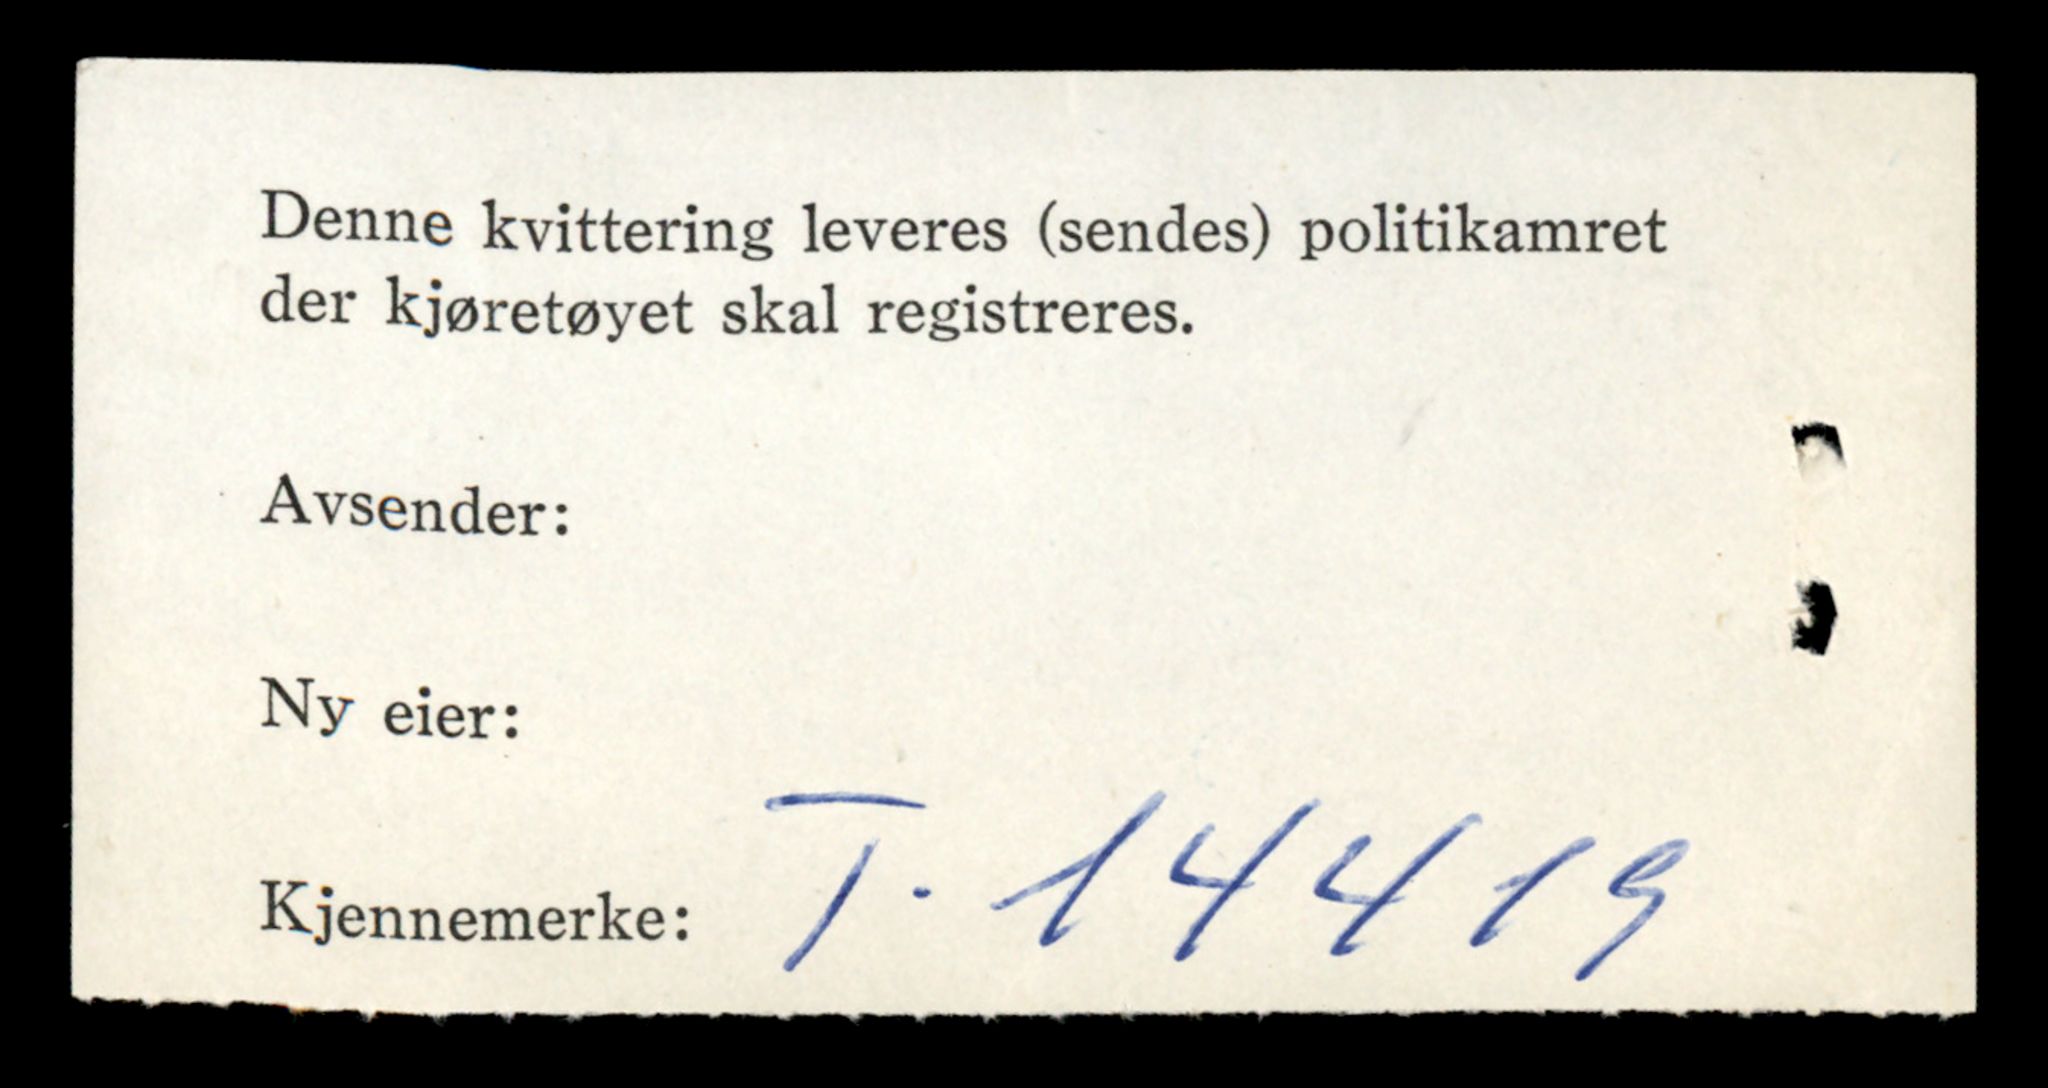 Denne kvittering leveres (sendes) politikamret
der kjøretøyet skal registreres.
Avsender:
Ny eier:
Kjennemerke: T. 14419